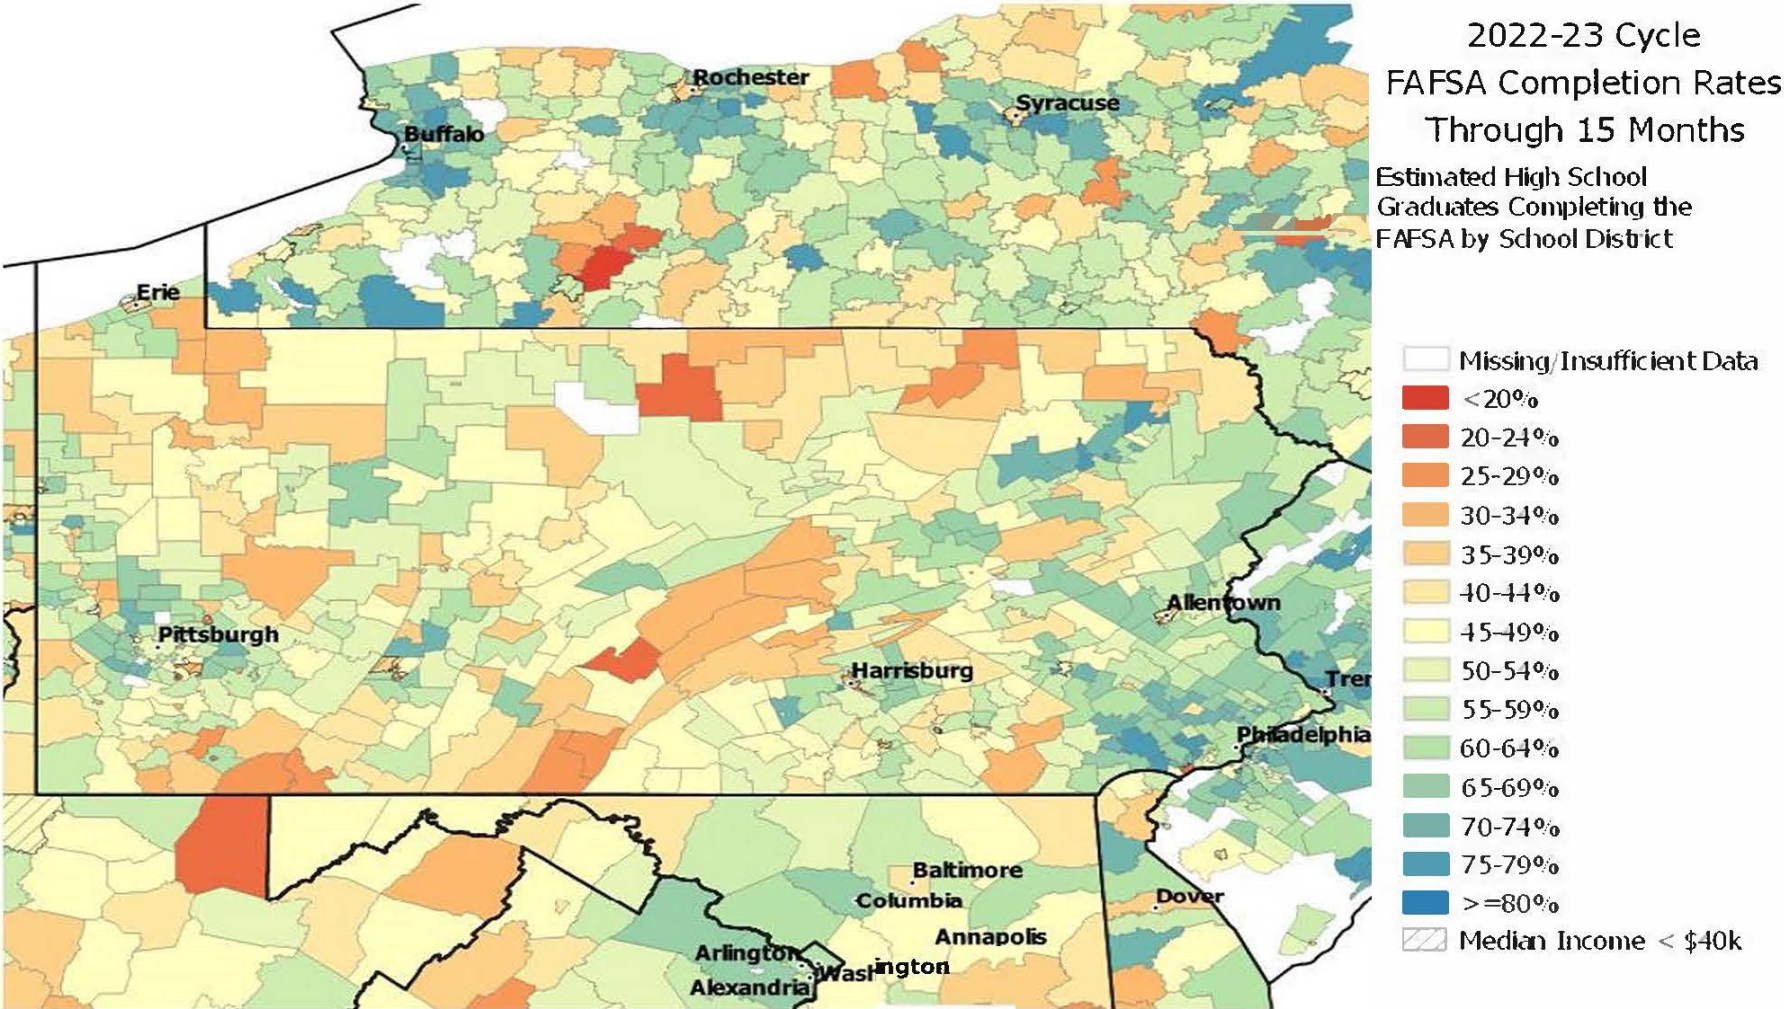 2022-23 Cycle
FAFSA Completion Rates
Through 15 Months
Estimated High School
Graduates Completing the
FAFSA by School District
Rochester
Syracuse
Buffalo
Erie
Allentown
Pittsburgh
Harrisburg
Tren
Philadelphia
Baltimore
Columbia
Dover
Annapolis
Arlington
Washington
Alexandria
Missing/Insufficient Data
<20%
20-24%
25-29%
30-34%
35-39%
40-44%
45-49%
50-54%
55-59%
60-64%
65-69%
70-74%
75-79%
>=80%
Median Income < $40k